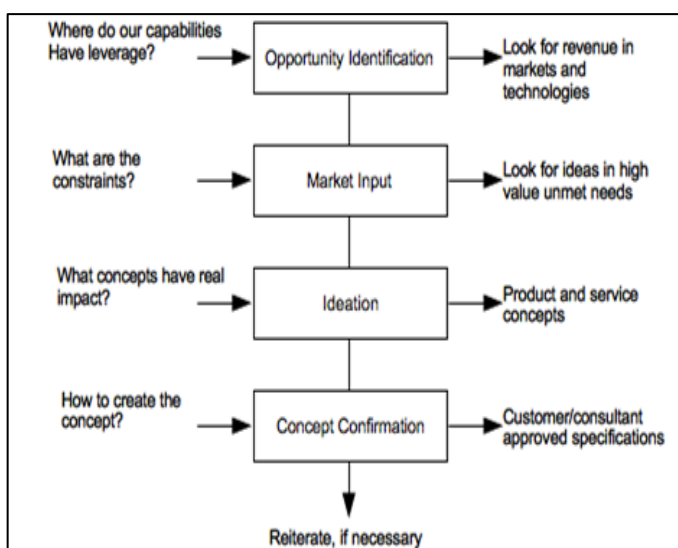 Where do our capabilities
Have leverage?
Opportunity Identification
Look for revenue in
markets and
technologies
What are the
constraints?
Market Input
Look for ideas in high
value unmet needs
What concepts have real
impact?
Ideation
Product and service
concepts
How to create the
concept?
Concept Confirmation
Customer/consultant
approved specifications
Reiterate, if necessary